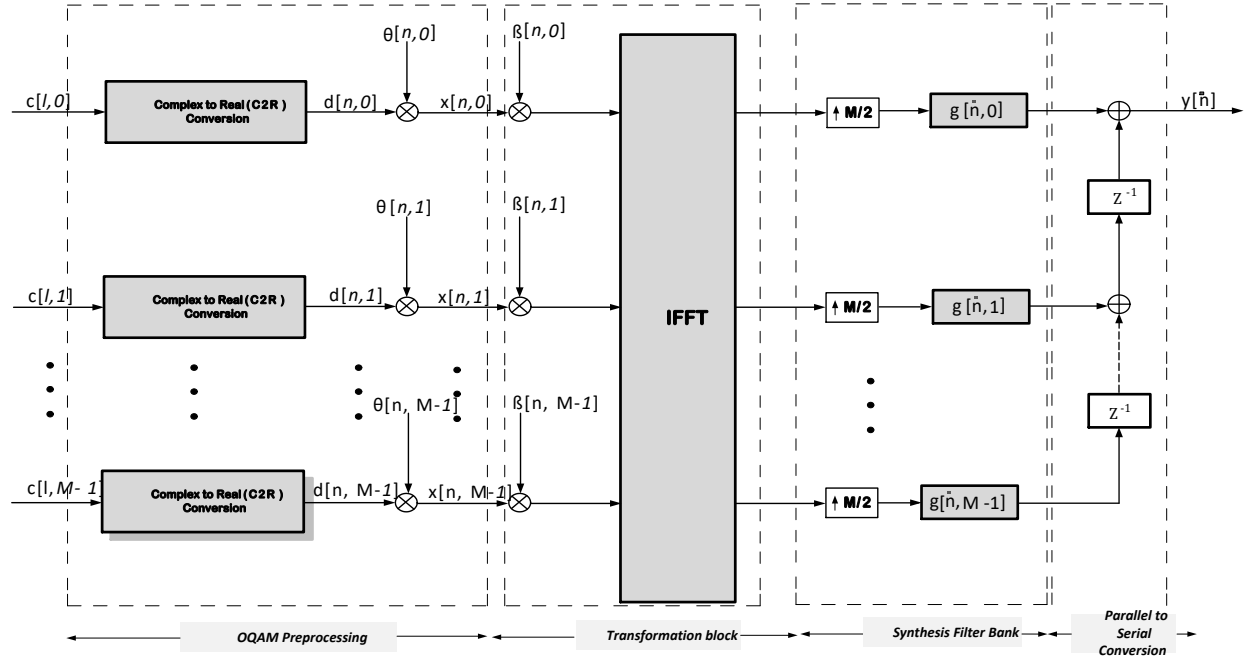 θ[n,0]
ß[n,0]
c[l,0]
Complex to Real (C2R)
Conversion
d[n,0]
x[n,0]
↑ M/2
g[n̈,0]
y[n̈]
Z-1
θ[n,1]
ß[n,1]
c[l,1]
Complex to Real (C2R)
Conversion
d[n,1]
x[n,1]
IFFT
↑ M/2
g[n̈,1]
θ[n, M-1]
ß[n, M-1]
Z-1
c[l,M-1]
Complex to Real (C2R)
Conversion
d[n, M-1]
x[n, M-1]
↑ M/2
g[n̈,M-1]
OQAM Preprocessing
Transformation block
Synthesis Filter Bank
Parallel to
Serial
Conversion